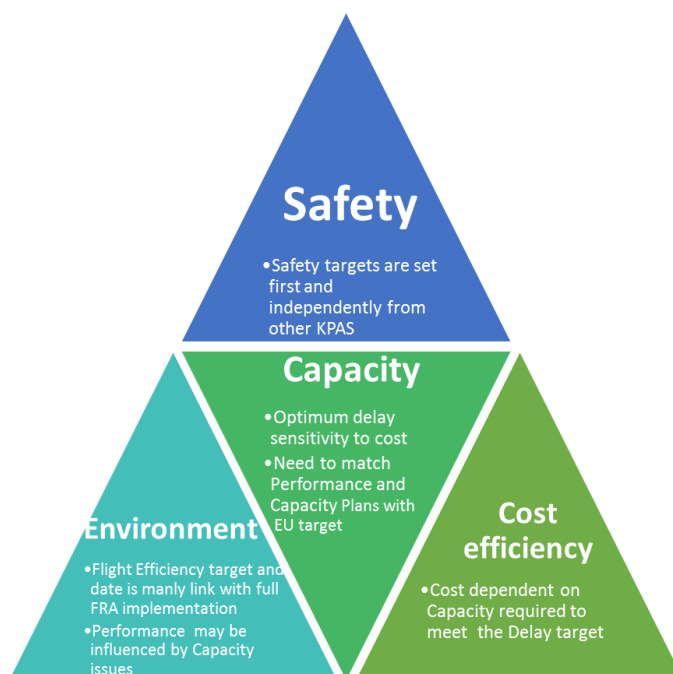 Safety
•Safety targets are set
first and
independently from
other KPAS
Capacity
•Optimum delay
sensitivity to cost
•Need to match
Performance and
Capacity Plans with
EU target
Environment
•Flight Efficiency target and
date is manly link with full
FRA implementation
•Performance may be
influenced by Capacity
issues
Cost
efficiency
•Cost dependent on
Capacity required to
meet the Delay target